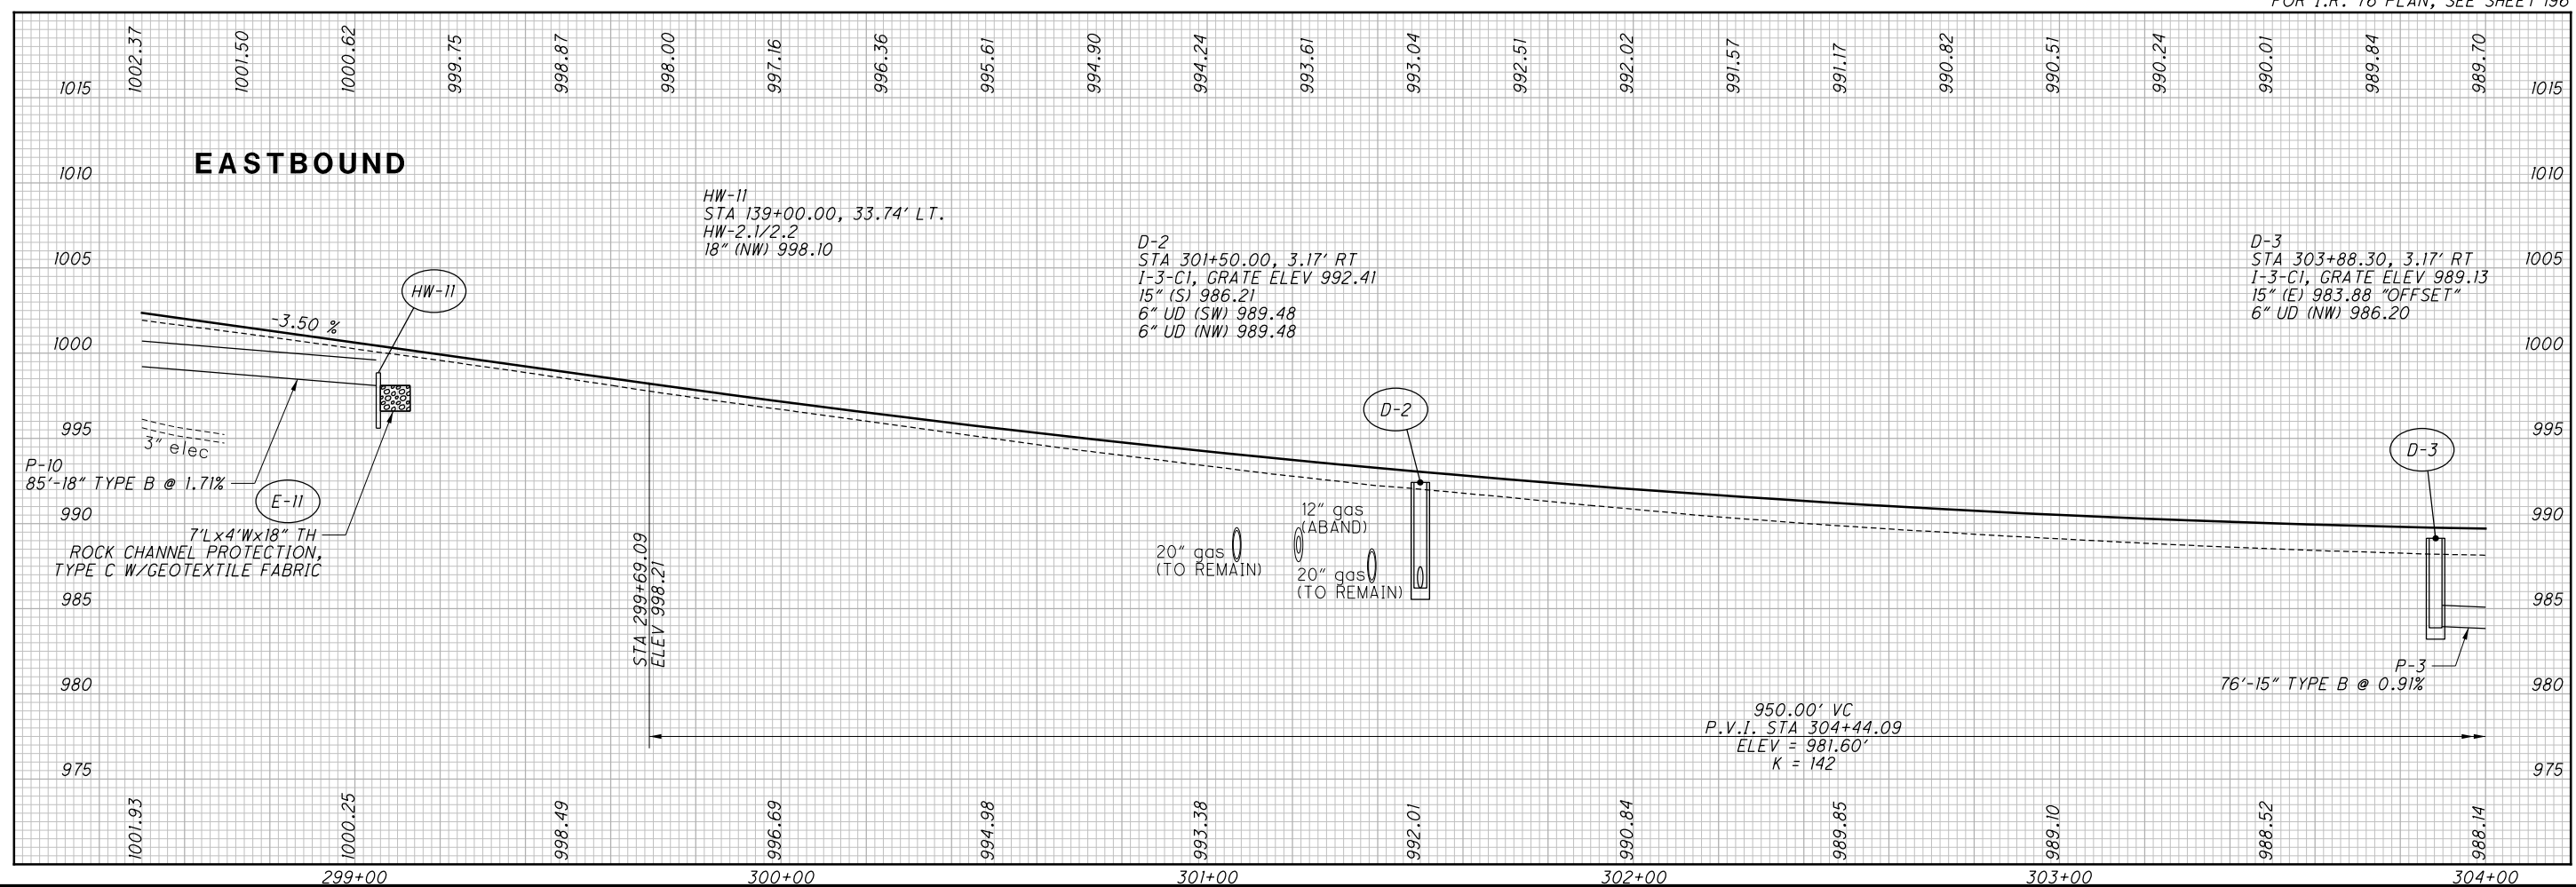 FOR I.R. 76 PLAN, SEE SHEET 196
1002.37 1001.50 1000.62 999.75 998.87 998.00 997.16 996.36 995.61 994.90 994.24 993.61 993.04 992.51 992.02 991.57 991.17 990.82 990.51 990.24 990.01 989.84 989.70
1015 1015
EASTBOUND
1010 1010
HW-11
STA 139+00.00, 33.74' LT.
HW-2.1/2.2
18" (NW) 998.10
D-2
STA 301+50.00, 3.17' RT
I-3-C1, GRATE ELEV 992.41
15" (S) 986.21
6" UD (SW) 989.48
6" UD (NW) 989.48
D-3
STA 303+88.30, 3.17' RT
I-3-C1, GRATE ELEV 989.13
15" (E) 983.88 "OFFSET"
6" UD (NW) 986.20
1005 1005
HW-11
-3.50 %
1000 1000
D-2
995 995
3" elec
D-3
P-10
85'-18" TYPE B @ 1.71%
E-11
990 990
7'Lx4'Wx18" TH
ROCK CHANNEL PROTECTION,
TYPE C W/GEOTEXTILE FABRIC
12" gas
(ABAND)
20" gas
(TO REMAIN)
20" gas
(TO REMAIN)
985 985
STA 299+69.09
ELEV 998.21
P-3
76'-15" TYPE B @ 0.91%
980 980
950.00' VC
P.V.I. STA 304+44.09
ELEV = 981.60'
K = 142
975 975
1001.93 1000.25 998.49 996.69 994.98 993.38 992.01 990.84 989.85 989.10 988.52 988.14
299+00 300+00 301+00 302+00 303+00 304+00